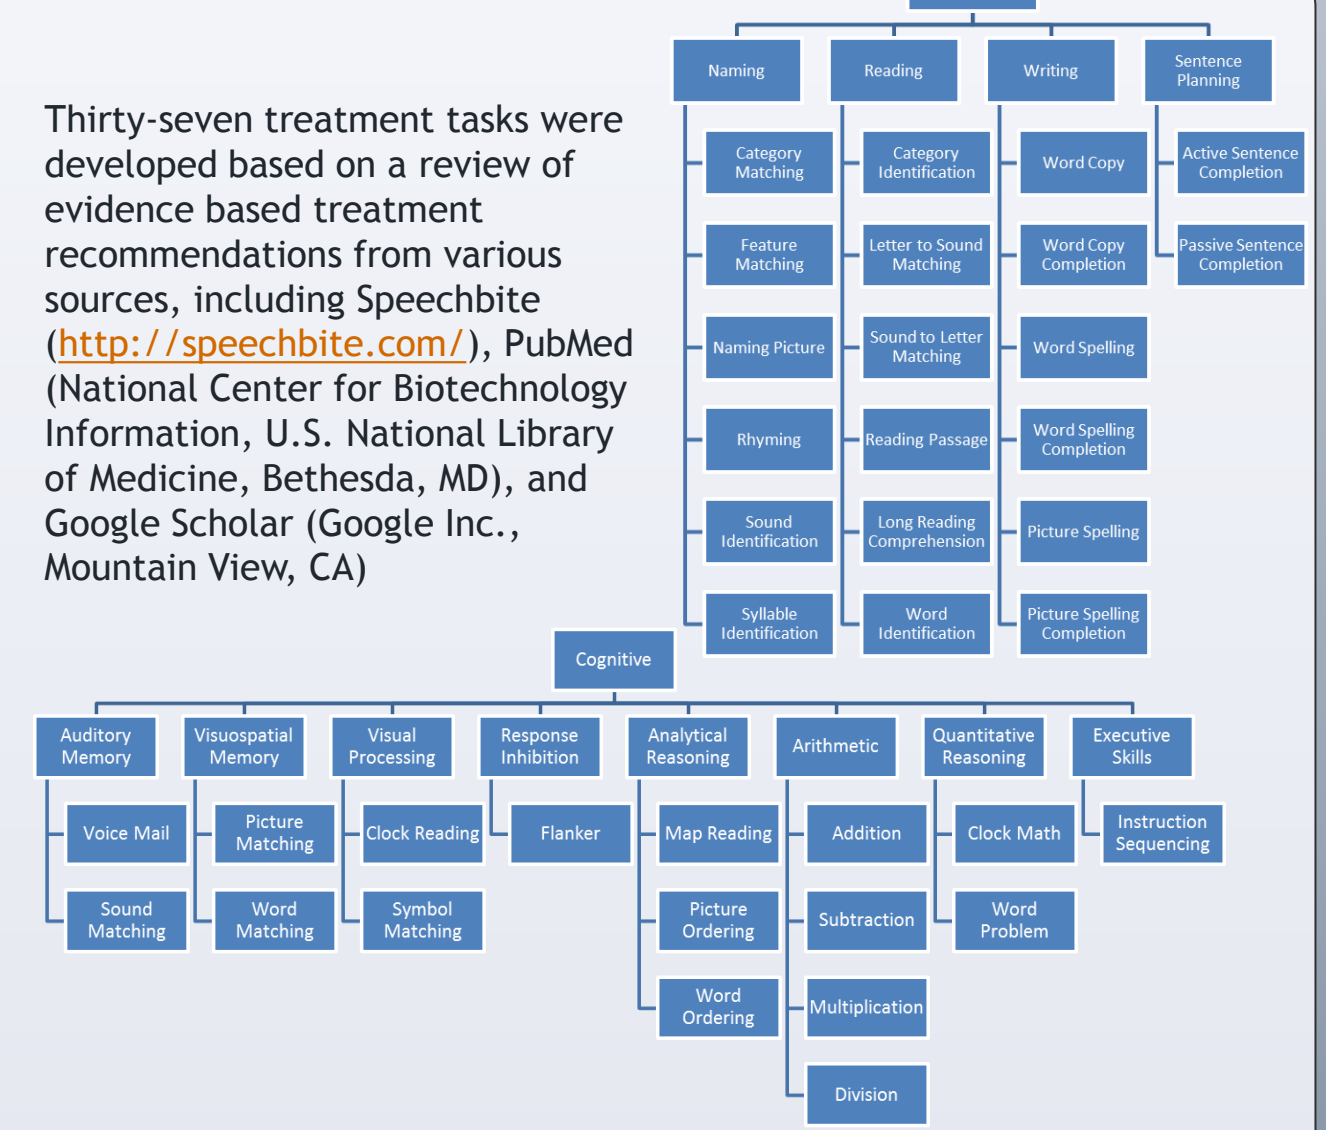 Thirty-seven treatment tasks were
developed based on a review of
evidence based treatment
recommendations from various
sources, including Speechbite
(http://speechbite.com/), PubMed
(National Center for Biotechnology
Information, U.S. National Library
of Medicine, Bethesda, MD), and
Google Scholar (Google Inc.,
Mountain View, CA)
Naming
Category
Matching
Feature
Matching
Naming Picture
Rhyming
Sound
Identification
Syllable
Identification
Reading
Category
Identification
Letter to Sound
Matching
Sound to Letter
Matching
Reading Passage
Long Reading
Comprehension
Word
Identification
Writing
Word Copy
Word Copy
Completion
Word Spelling
Word Spelling
Completion
Picture Spelling
Picture Spelling
Completion
Sentence
Planning
Active Sentence
Completion
Passive Sentence
Completion
Cognitive
Auditory
Memory
Voice Mail
Sound
Matching
Visuospatial
Memory
Picture
Matching
Word
Matching
Visual
Processing
Clock Reading
Symbol
Matching
Response
Inhibition
Flanker
Analytical
Reasoning
Map Reading
Picture
Ordering
Word
Ordering
Arithmetic
Addition
Subtraction
Multiplication
Division
Quantitative
Reasoning
Clock Math
Word
Problem
Executive
Skills
Instruction
Sequencing